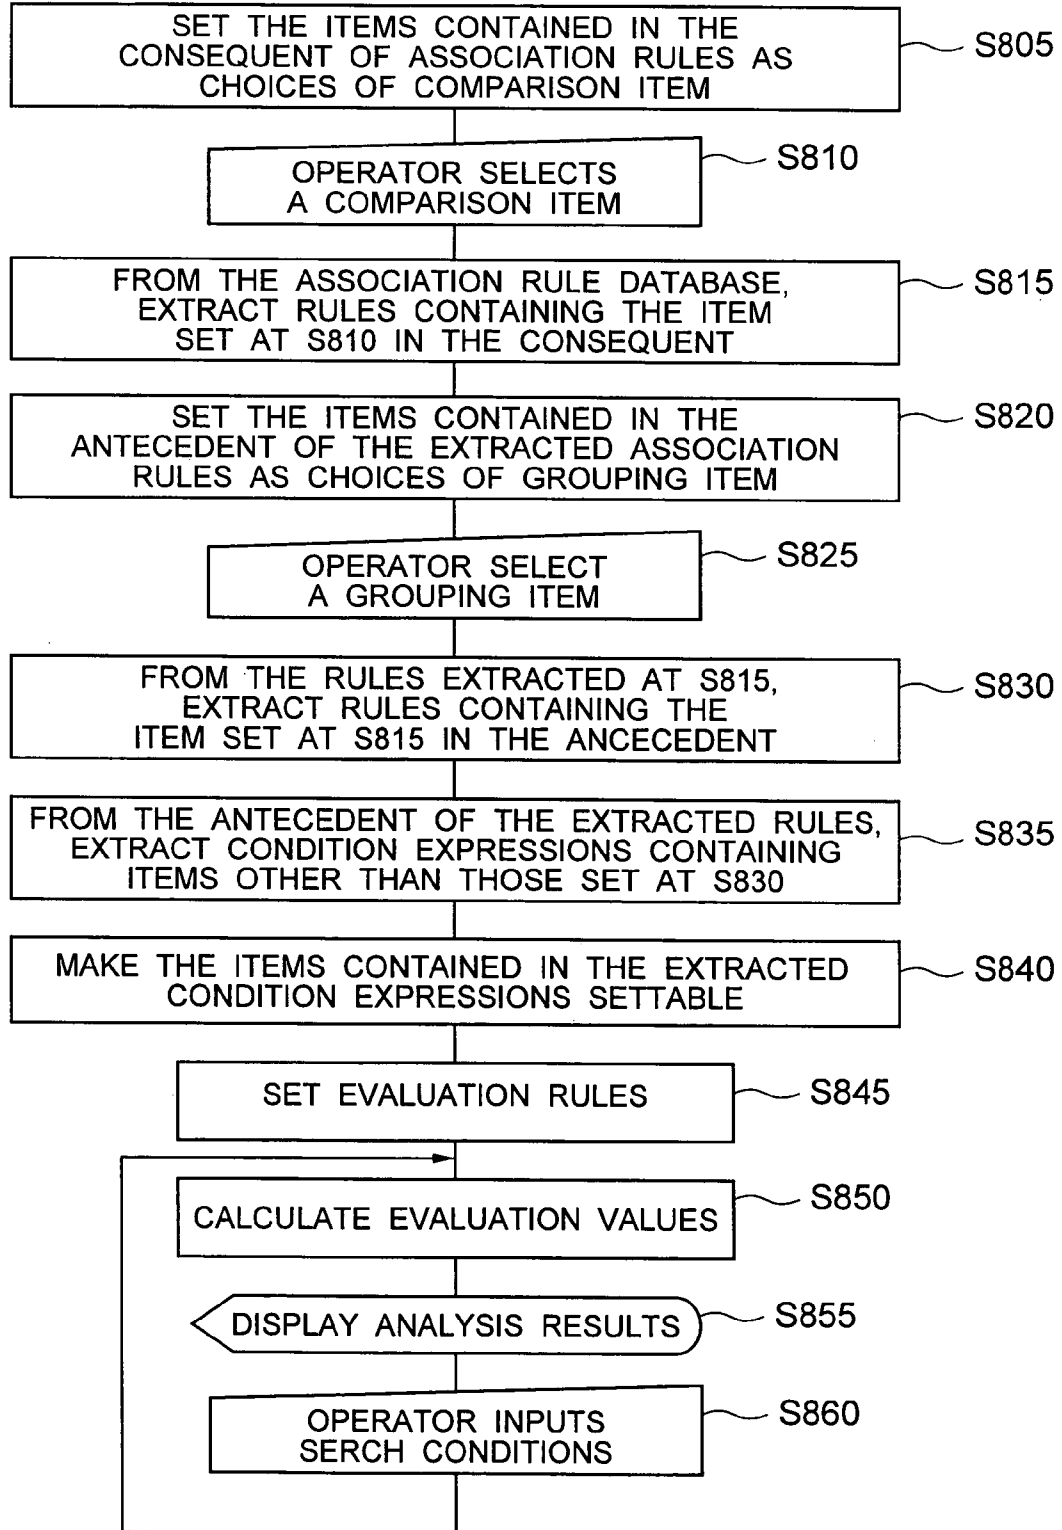 SET THE ITEMS CONTAINED IN THE
CONSEQUENT OF ASSOCIATION RULES AS
CHOICES OF COMPARISON ITEM
S805
OPERATOR SELECTS
A COMPARISON ITEM
S810
FROM THE ASSOCIATION RULE DATABASE,
EXTRACT RULES CONTAINING THE ITEM
SET AT S810 IN THE CONSEQUENT
S815
SET THE ITEMS CONTAINED IN THE
ANTECEDENT OF THE EXTRACTED ASSOCIATION
RULES AS CHOICES OF GROUPING ITEM
S820
OPERATOR SELECT
A GROUPING ITEM
S825
FROM THE RULES EXTRACTED AT S815,
EXTRACT RULES CONTAINING THE
ITEM SET AT S815 IN THE ANCECEDENT
S830
FROM THE ANTECEDENT OF THE EXTRACTED RULES,
EXTRACT CONDITION EXPRESSIONS CONTAINING
ITEMS OTHER THAN THOSE SET AT S830
S835
MAKE THE ITEMS CONTAINED IN THE EXTRACTED
CONDITION EXPRESSIONS SETTABLE
S840
SET EVALUATION RULES
S845
CALCULATE EVALUATION VALUES
S850
DISPLAY ANALYSIS RESULTS
S855
OPERATOR INPUTS
SERCH CONDITIONS
S860